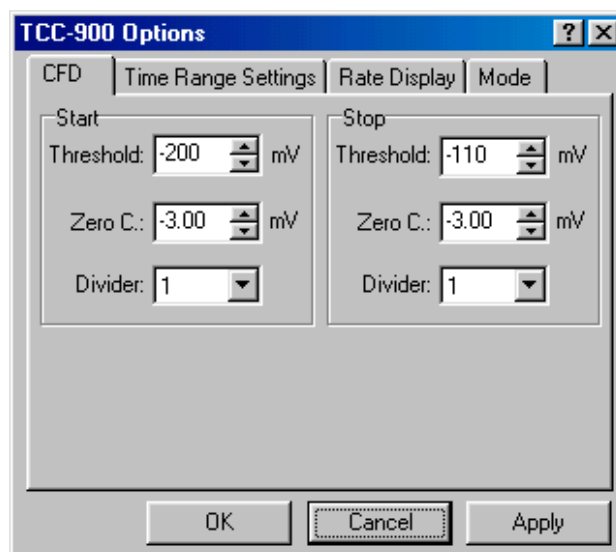 TCC-900 Options
CFD Time Range Settings Rate Display Mode
Start
Threshold: -200 mV
Zero C.: -3.00 mV
Divider: 1
Stop
Threshold: -110 mV
Zero C.: -3.00 mV
Divider: 1
OK Cancel Apply